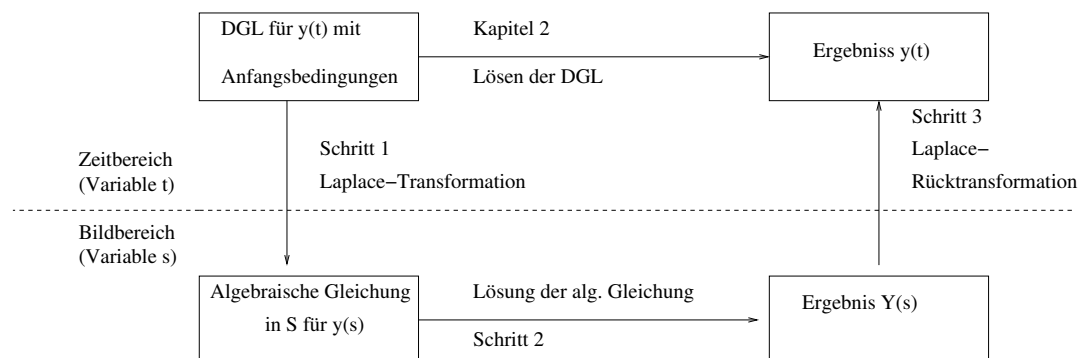 DGL für y(t) mit
Anfangsbedingungen
Kapitel 2
Lösen der DGL
Ergebniss y(t)
Schritt 1
Laplace−Transformation
Schritt 3
Laplace−
Rücktransformation
Zeitbereich
(Variable t)
Bildbereich
(Variable s)
Algebraische Gleichung
in S für y(s)
Lösung der alg. Gleichung
Schritt 2
Ergebnis Y(s)